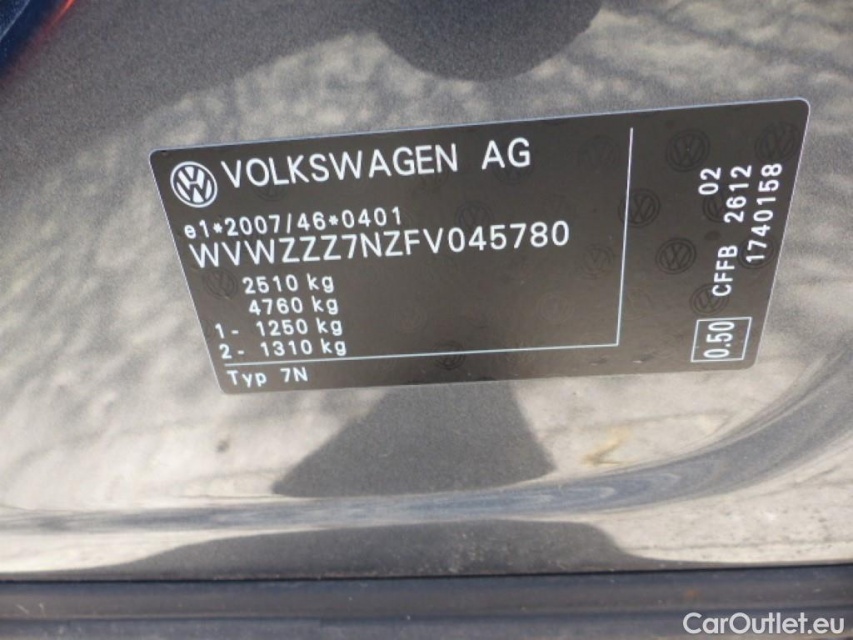 VOLKSWAGEN AG
e1*2007/46*0401
WVWZZZ7NZFV045780
2510 kg
4760 kg
1- 1250 kg
2- 1310 kg
Typ 7N
02
CFFB 2612
1740158
0.50
CarOutlet.eu